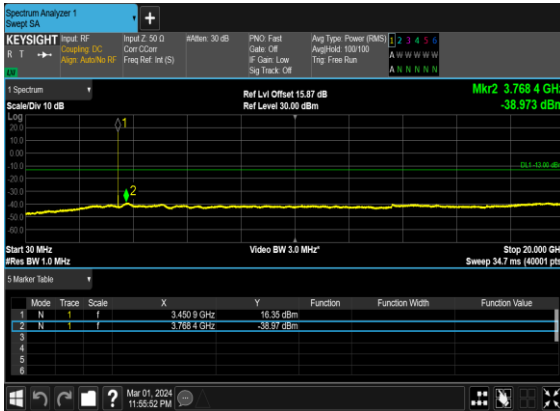 Spectrum Analyzer 1
Swept SA
+
KEYSIGHT Input: RF Input Z: 50 Ω #Atten: 30 dB PNO: Fast Avg Type: Power (RMS) 1 2 3 4 5 6
R T Coupling: DC Corr CCorr Gate: Off Avg|Hold: 100/100 A W W W W W
Align: Auto/No RF Freq Ref: Int (S) IF Gain: Low Trig: Free Run
LXI Sig Track: Off A N N N N N
1 Spectrum Ref Lvl Offset 15.87 dB Mkr2 3.768 4 GHz
Scale/Div 10 dB Ref Level 30.00 dBm -38.973 dBm
Log
20.0
10.0
0.00
-10.0
DL1 -13.00 dBm
-20.0
-30.0
-40.0
-50.0
-60.0
1
2
Start 30 MHz Video BW 3.0 MHz* Stop 20.000 GHz
#Res BW 1.0 MHz Sweep 34.7 ms (40001 pts)
5 Marker Table
Mode Trace Scale X Y Function Function Width Function Value
1 N 1 f 3.450 9 GHz 16.35 dBm
2 N 1 f 3.768 4 GHz -38.97 dBm
3
4
5
6
? Mar 01, 2024
11:55:52 PM